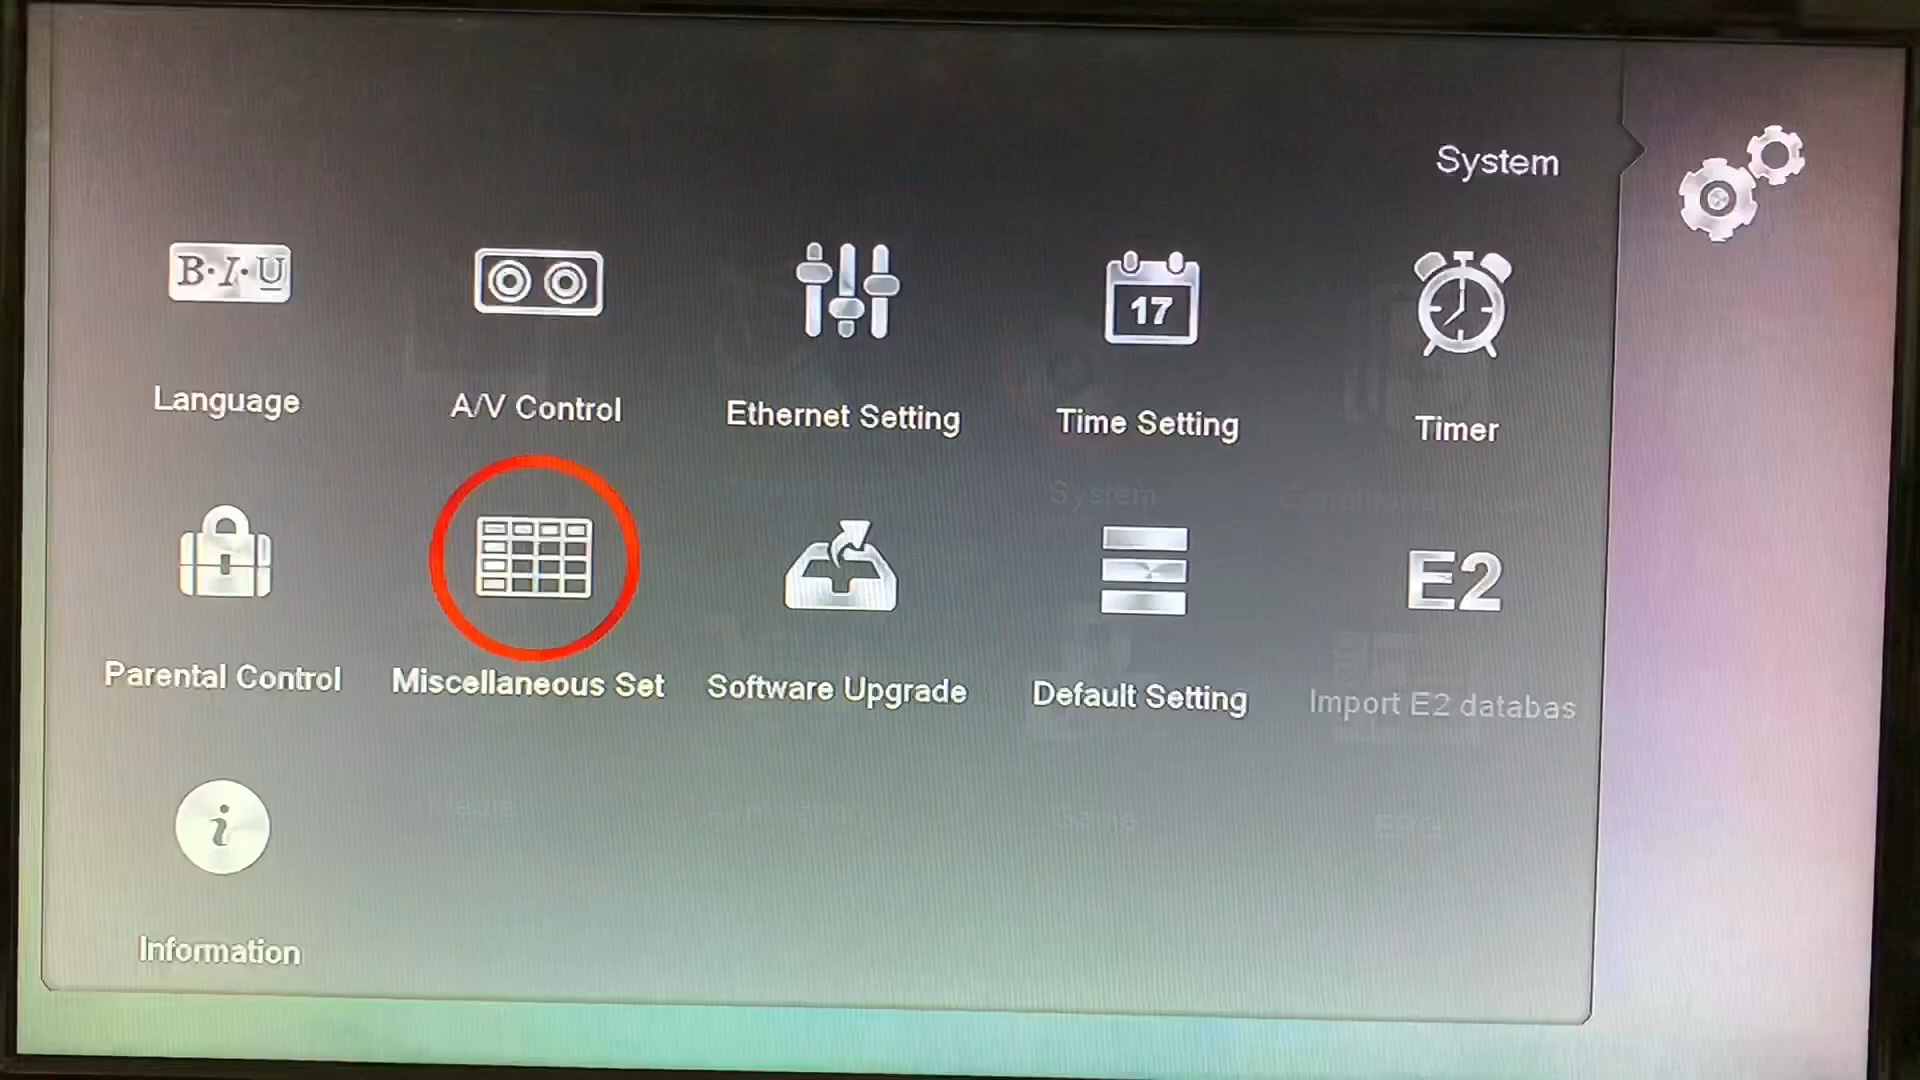 System
B·I·U
17
Language
A/V Control
Ethernet Setting
Time Setting
Timer
E2
Parental Control
Miscellaneous Set
Software Upgrade
Default Setting
Import E2 databas
System
i
Information